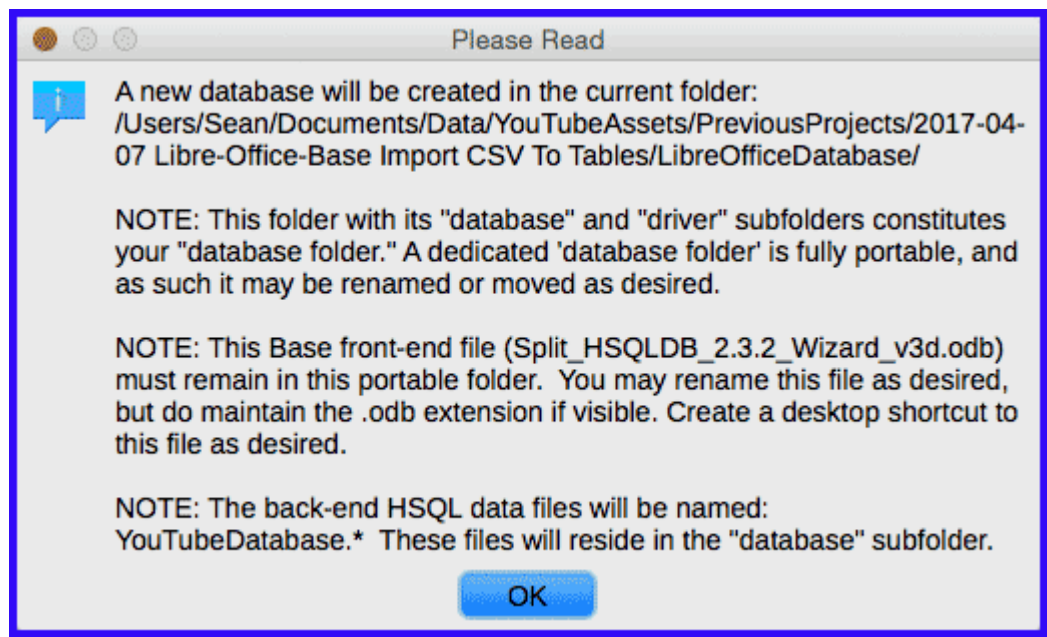 Please Read
A new database will be created in the current folder:
/Users/Sean/Documents/Data/YouTubeAssets/PreviousProjects/2017-04-
07 Libre-Office-Base Import CSV To Tables/LibreOfficeDatabase/
NOTE: This folder with its "database" and "driver" subfolders constitutes
your "database folder." A dedicated 'database folder' is fully portable, and
as such it may be renamed or moved as desired.
NOTE: This Base front-end file (Split_HSQLDB_2.3.2_Wizard_v3d.odb)
must remain in this portable folder.  You may rename this file as desired,
but do maintain the .odb extension if visible. Create a desktop shortcut to
this file as desired.
NOTE: The back-end HSQL data files will be named:
YouTubeDatabase.*  These files will reside in the "database" subfolder.
OK